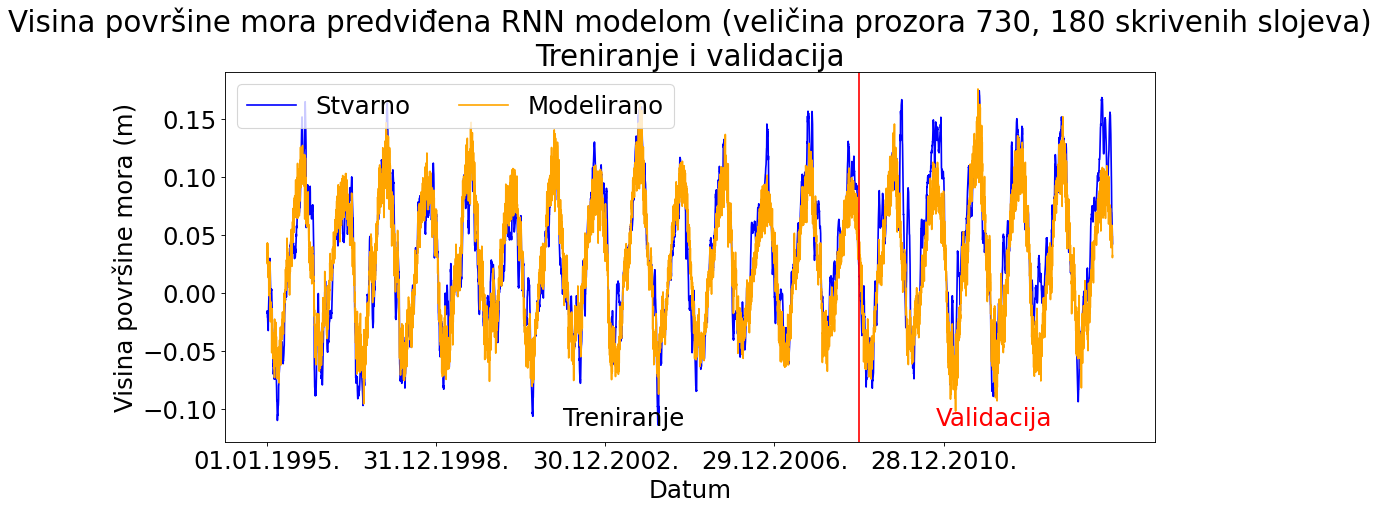 Visina površine mora predviđena RNN modelom (veličina prozora 730, 180 skrivenih slojeva)
Treniranje i validacija
Stvarno
Modelirano
Visina površine mora (m)
0.15
0.10
0.05
0.00
−0.05
−0.10
Treniranje
Validacija
01.01.1995.
31.12.1998.
30.12.2002.
29.12.2006.
28.12.2010.
Datum